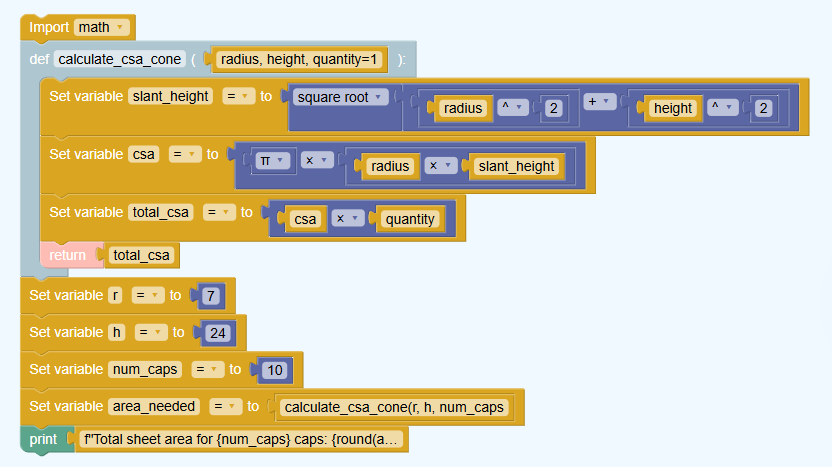 Import math
def calculate_csa_cone ( radius, height, quantity=1 ):
Set variable slant_height = to square root radius ^ 2 + height ^ 2
Set variable csa = to π × radius × slant_height
Set variable total_csa = to csa × quantity
return total_csa
Set variable r = to 7
Set variable h = to 24
Set variable num_caps = to 10
Set variable area_needed = to calculate_csa_cone(r, h, num_caps
print f"Total sheet area for {num_caps} caps: {round(a...